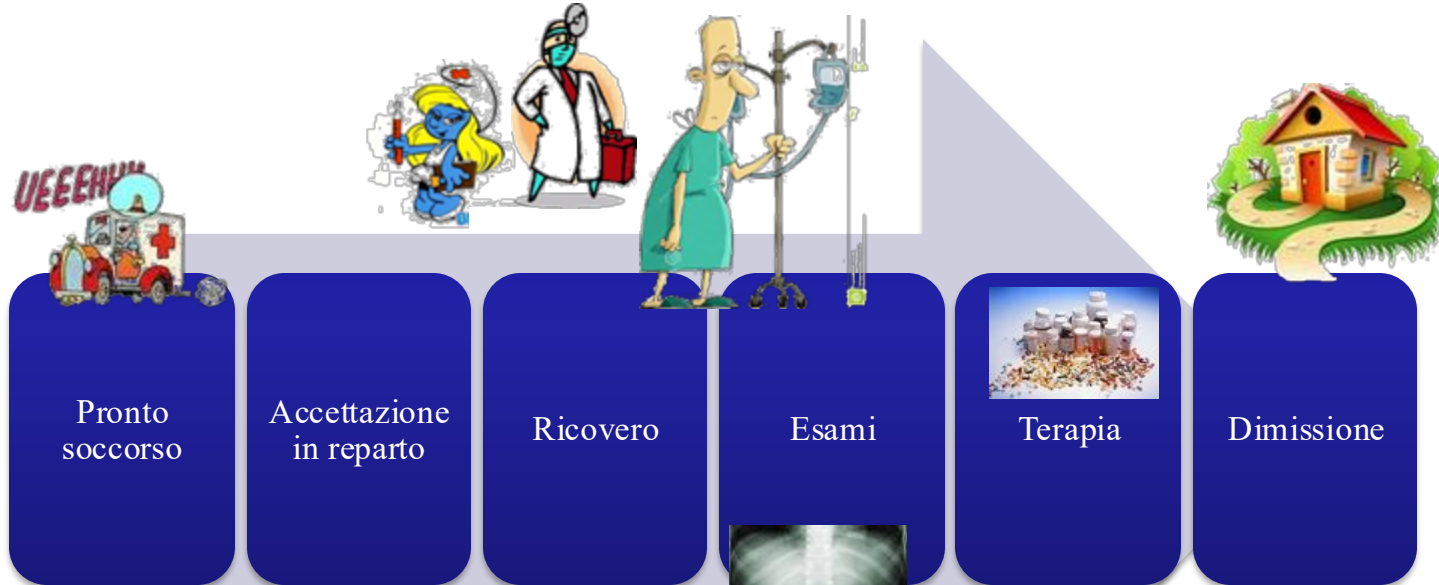 UEEEHHH
Pronto
soccorso
Accettazione
in reparto
Ricovero
Esami
Terapia
Dimissione